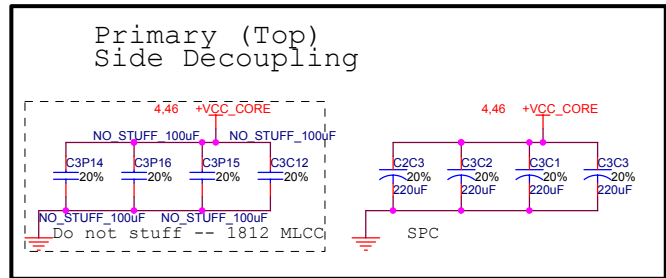 Primary (Top)
Side Decoupling
4,46 +VCC_CORE
4,46 +VCC_CORE
NO_STUFF_100uF NO_STUFF_100uF
C3P14 C3P16 C3P15 C3C12
20% 20% 20% 20%
C2C3 C3C2 C3C1 C3C3
20% 20% 20% 20%
220uF 220uF 220uF 220uF
NO_STUFF_100uF NO_STUFF_100uF
Do not stuff -- 1812 MLCC
SPC